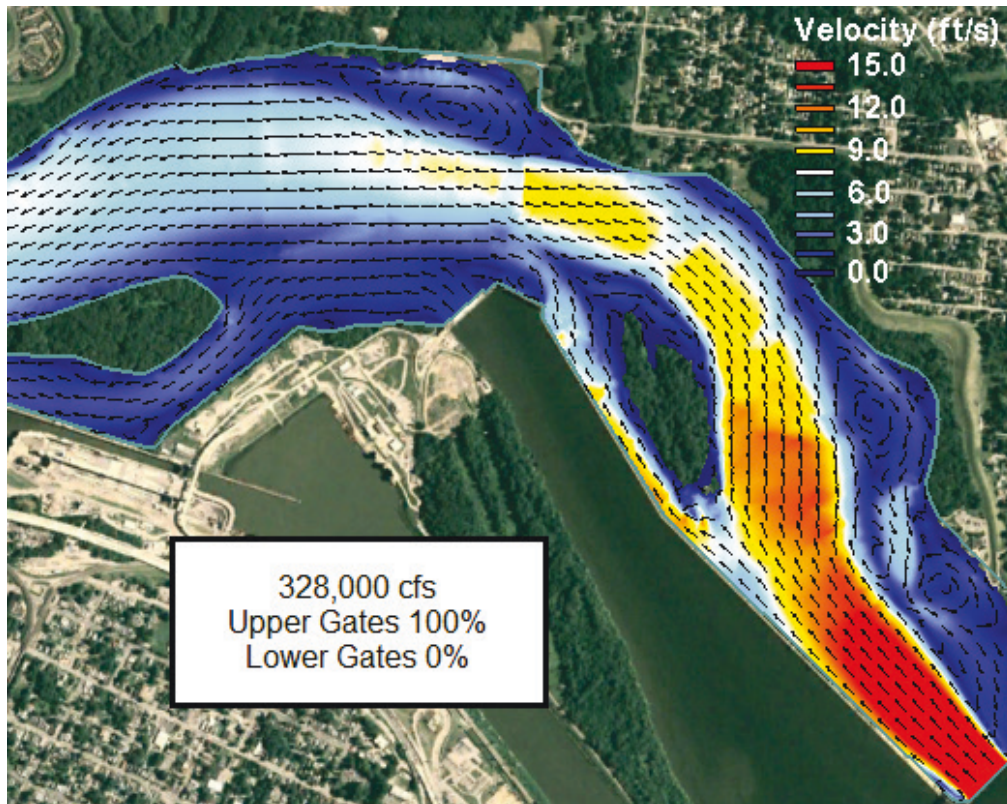 Velocity (ft/s)
15.0
12.0
9.0
6.0
3.0
0.0
328,000 cfs
Upper Gates 100%
Lower Gates 0%